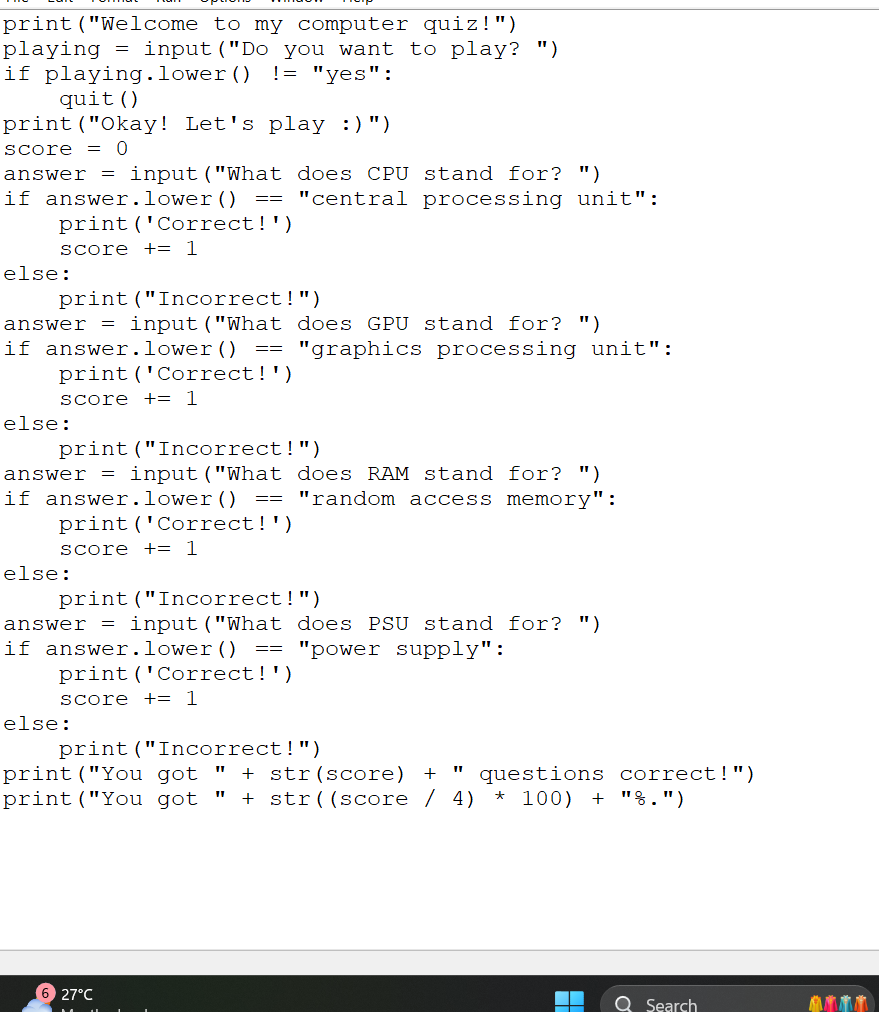 print("Welcome to my computer quiz!")
playing = input("Do you want to play? ")
if playing.lower() != "yes":
    quit()
print("Okay! Let's play :)")
score = 0
answer = input("What does CPU stand for? ")
if answer.lower() == "central processing unit":
    print('Correct!')
    score += 1
else:
    print("Incorrect!")
answer = input("What does GPU stand for? ")
if answer.lower() == "graphics processing unit":
    print('Correct!')
    score += 1
else:
    print("Incorrect!")
answer = input("What does RAM stand for? ")
if answer.lower() == "random access memory":
    print('Correct!')
    score += 1
else:
    print("Incorrect!")
answer = input("What does PSU stand for? ")
if answer.lower() == "power supply":
    print('Correct!')
    score += 1
else:
    print("Incorrect!")
print("You got " + str(score) + " questions correct!")
print("You got " + str((score / 4) * 100) + "%.")
6 27°C
Search